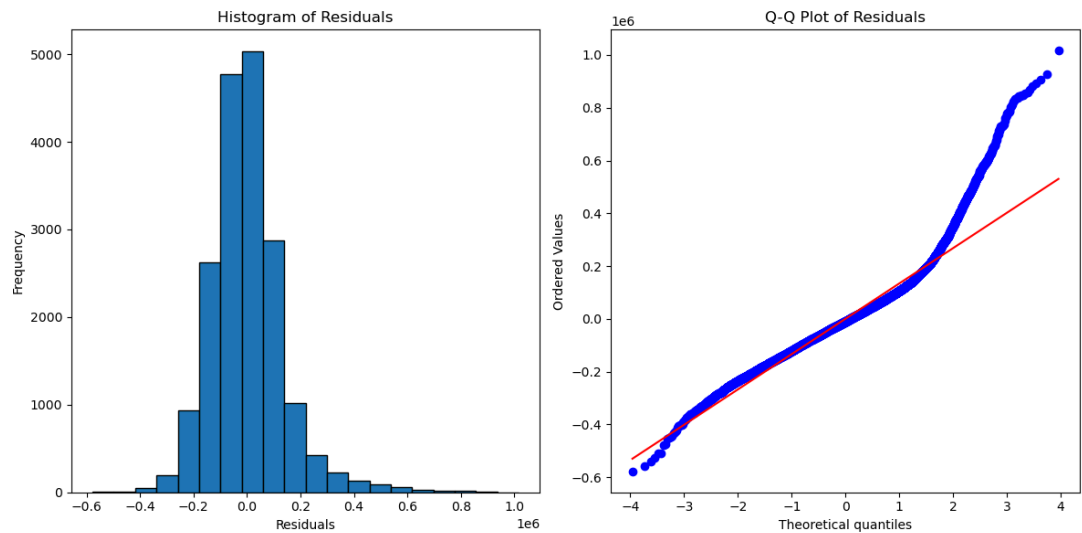 Histogram of Residuals
5000
4000
3000
2000
1000
0
Frequency
−0.6 −0.4 −0.2 0.0 0.2 0.4 0.6 0.8 1.0
1e6
Residuals
Q-Q Plot of Residuals
1e6
1.0
0.8
0.6
0.4
0.2
0.0
−0.2
−0.4
−0.6
Ordered Values
−4 −3 −2 −1 0 1 2 3 4
Theoretical quantiles